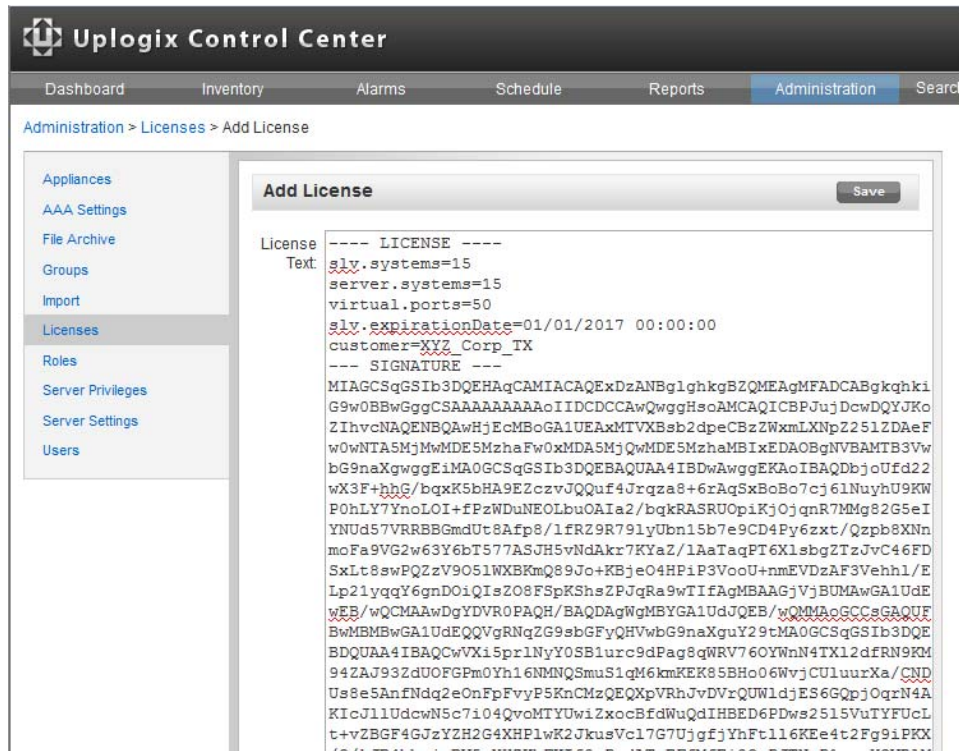 Uplogix Control Center
Dashboard Inventory Alarms Schedule Reports Administration Search
Administration > Licenses > Add License
Appliances
AAA Settings
File Archive
Groups
Import
Licenses
Roles
Server Privileges
Server Settings
Users
Add License Save
License Text:
---- LICENSE ----
slv.systems=15
server.systems=15
virtual.ports=50
slv.expirationDate=01/01/2017 00:00:00
customer=XYZ_Corp_TX
--- SIGNATURE ---
MIAGCSqGSIb3DQEHAqCAMIACAQExDzANBglghkgBZQMEAgMFADCABgkqhki
G9w0BBwGggCSAAAAAAAAAoIIDCDCCAwQwggHsoAMCAQICBPJujDcwDQYJKo
ZIhvcNAQENBQAwHjEcMBoGA1UEAxMTVXBsb2dpeCBzZWxmLXNpZ251ZDAeF
w0wNTA5MjMwMDE5MzhaFw0xMDA5MjQwMDE5MzhaMBIxEDAOBgNVBAMTB3Vw
bG9naXgwggEiMA0GCSqGSIb3DQEBAQUAA4IBDwAwggEKAoIBAQDbjoUfd22
wX3F+hhG/bqxK5bHA9EZczvJQQuf4Jrqza8+6rAqSxBoBo7cj6lNuyhU9KW
P0hLY7YnoLOI+fPzWDuNEOLbuOAIa2/bqkRASRUOpiKjOjqnR7MMg82G5eI
YNUd57VRRBBGmdUt8Afp8/lfRZ9R79lyUbn15b7e9CD4Py6zxt/Qzpb8XNn
moFa9VG2w63Y6bT577ASJH5vNdAkr7KYaZ/lAaTaqPT6XlsbgZTzJvC46FD
SxLt8swPQZzV9O5lWXBKmQ89Jo+KBjeO4HPiP3VooU+nmEVDzAF3Vehhl/E
Lp21yqqY6gnDOiQIsZO8FSpKShsZPJqRa9wTIfAgMBAAGjVjBUMAwGA1UdE
wEB/wQCMAAwDgYDVR0PAQH/BAQDAgWgMBYGA1UdJQEB/wQMMAoGCCsGAQUF
BwMBMBwGA1UdEQQVgRNqZG9sbGFyQHVwbG9naXguY29tMA0GCSqGSIb3DQE
BDQUAA4IBAQCwVXi5prlNyY0SB1urc9dPag8qWRV76OYWnN4TXl2dfRN9KM
94ZAJ93ZdUOFGPm0Yh16NMNQSmuS1qM6kmKEK85BHo06WvjCUluurXa/CND
Us8e5AnfNdq2eOnFpFvyP5KnCMzQEQXpVRhJvDVrQUWldjES6GQpjOqrN4A
KIcJllUdcwN5c7i04QvoMTYUwiZxocBfdWuQdIHBED6PDws25l5VuTYFUcL
t+vZBGF4GJzYZH2G4XHPlwK2JkusVcl7G7UjgfjYhFtll6KEe4t2Fg9iPKX